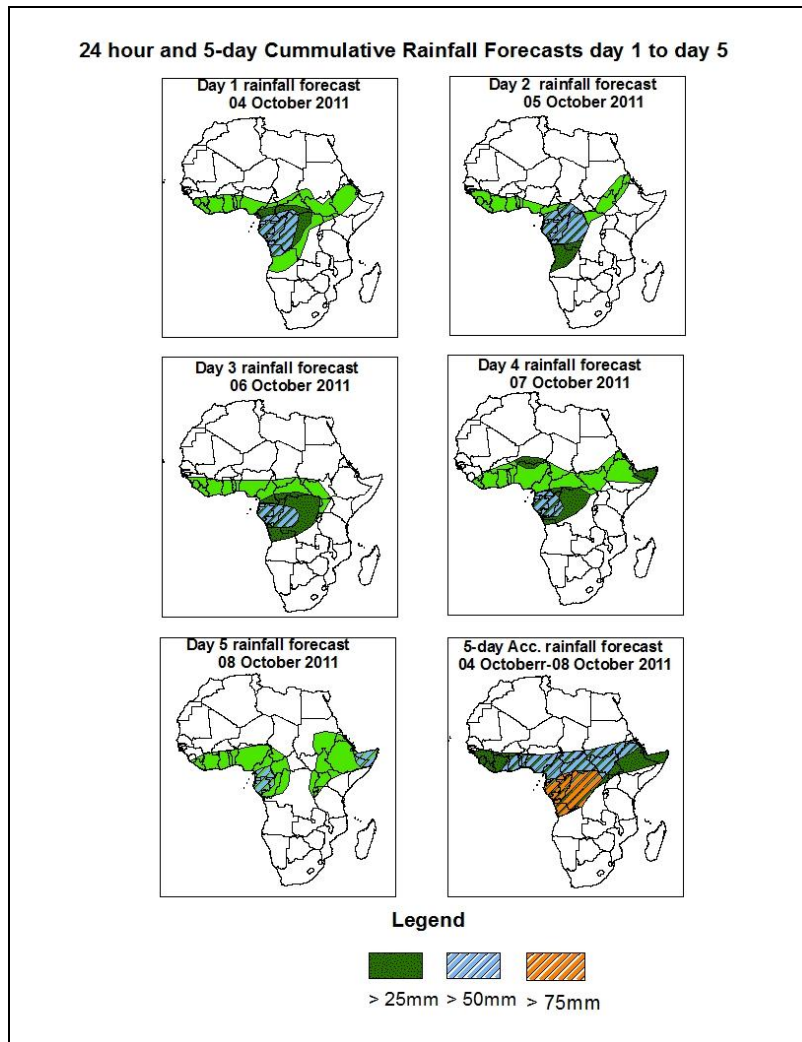 24 hour and 5-day Cummulative Rainfall Forecasts day 1 to day 5
Day 1 rainfall forecast
04 October 2011
Day 2 rainfall forecast
05 October 2011
Day 3 rainfall forecast
06 October 2011
Day 4 rainfall forecast
07 October 2011
Day 5 rainfall forecast
08 October 2011
5-day Acc. rainfall forecast
04 Octoberr-08 October 2011
Legend
> 25mm > 50mm > 75mm